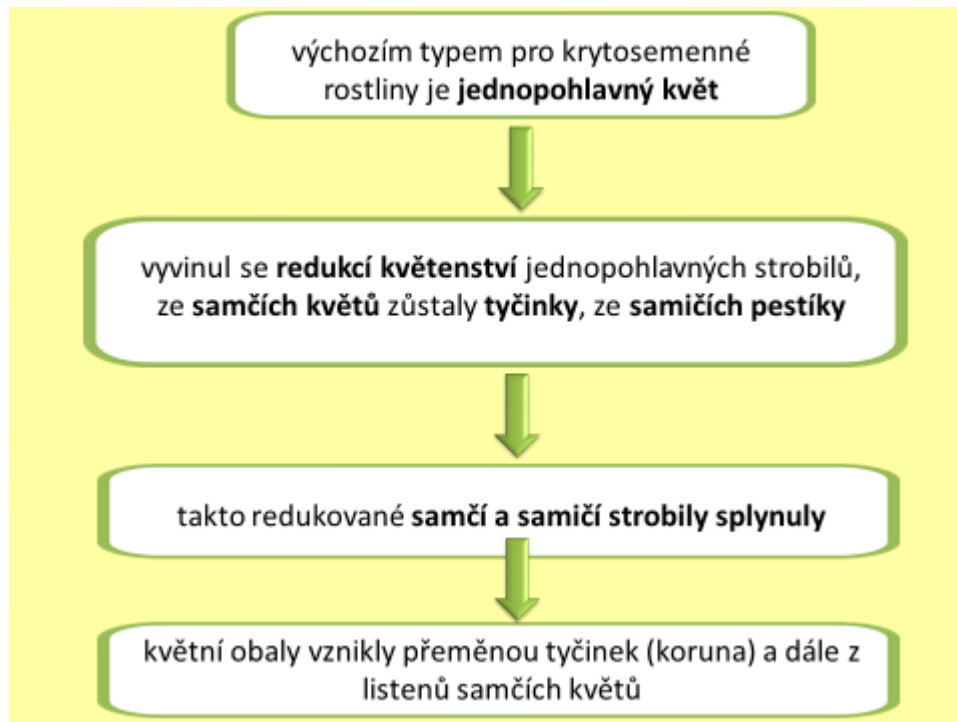 výchozím typem pro krytosemenné
rostliny je jednopohlavný květ
vyvinul se redukcí květenství jednopohlavných strobilů,
ze samčích květů zůstaly tyčinky, ze samičích pestíky
takto redukované samčí a samičí strobily splynuly
květní obaly vznikly přeměnou tyčinek (koruna) a dále z
listenů samčích květů